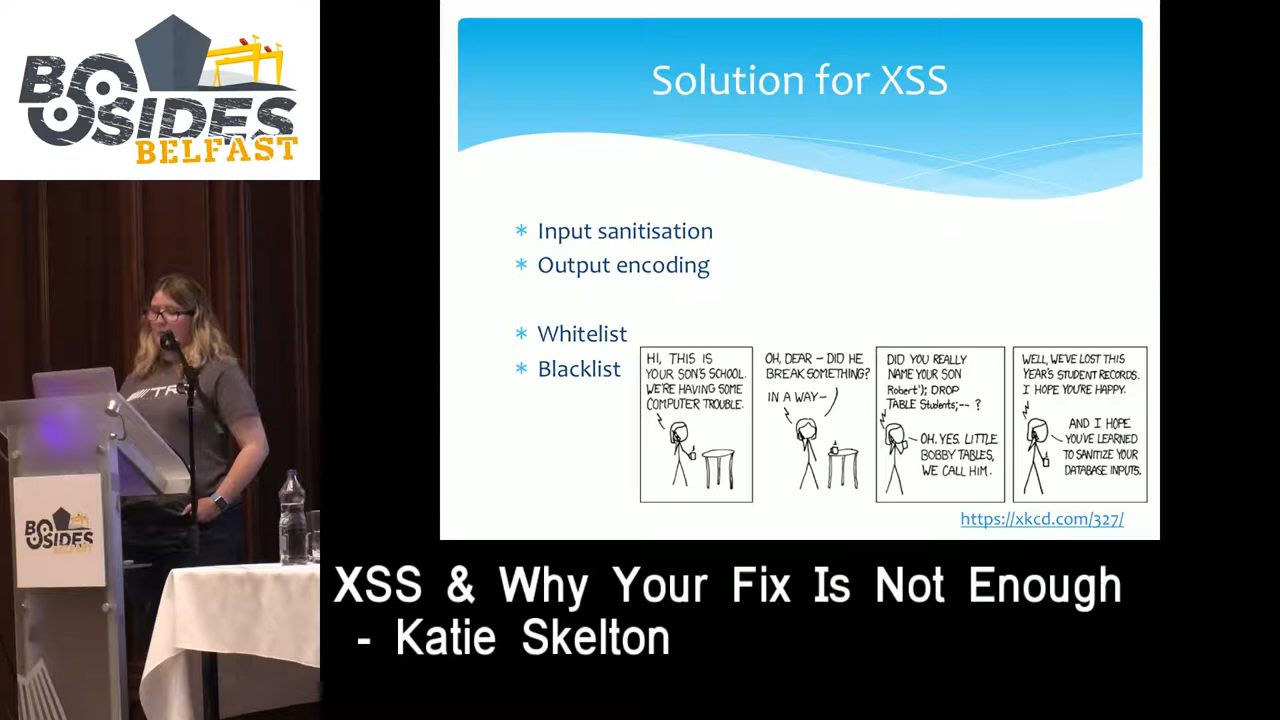 BSIDES
BELFAST
Solution for XSS
* Input sanitisation
* Output encoding
* Whitelist
* Blacklist
HI, THIS IS
YOUR SON'S SCHOOL.
WE'RE HAVING SOME
COMPUTER TROUBLE.
OH, DEAR – DID HE
BREAK SOMETHING?
IN A WAY–
DID YOU REALLY
NAME YOUR SON
Robert'); DROP
TABLE Students;-- ?
OH. YES. LITTLE
BOBBY TABLES,
WE CALL HIM.
WELL, WE'VE LOST THIS
YEAR'S STUDENT RECORDS.
I HOPE YOU'RE HAPPY.
AND I HOPE
YOU'VE LEARNED
TO SANITIZE YOUR
DATABASE INPUTS.
https://xkcd.com/327/
BSIDES
BELFAST
XSS & Why Your Fix Is Not Enough
- Katie Skelton